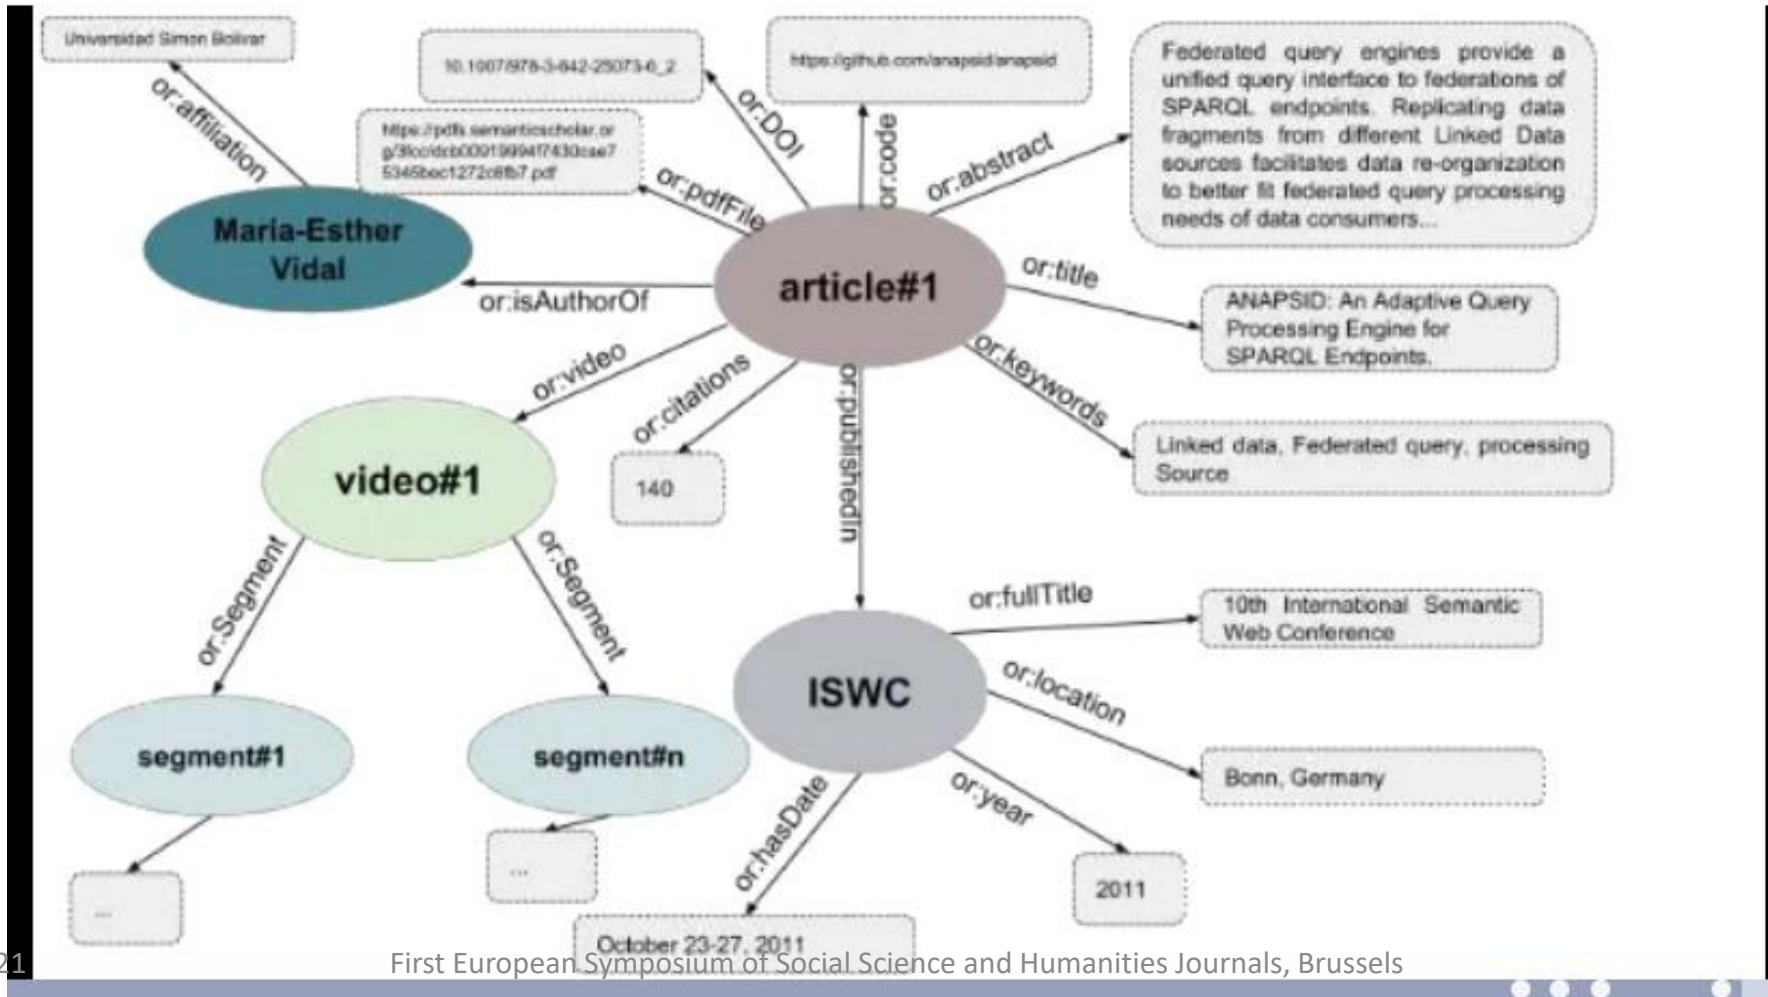 Universidad Simon Bolivar
or:affiliation
10.1007/978-3-642-25073-6_2
or:DOI
https://github.com/anapsid/anapsid
or:code
Federated query engines provide a
unified query interface to federations of
SPARQL endpoints. Replicating data
fragments from different Linked Data
sources facilitates data re-organization
to better fit federated query processing
needs of data consumers...
or:abstract
https://pdfs.semanticscholar.or
or:pdfFile
Maria-Esther
Vidal
or:isAuthorOf
article#1
or:title
ANAPSID: An Adaptive Query
Processing Engine for
SPARQL Endpoints.
or:video
or:citations
140
or:publishedIn
or:keywords
Linked data, Federated query, processing
Source
video#1
or:Segment
or:Segment
segment#1
segment#n
...
...
ISWC
or:fullTitle
10th International Semantic
Web Conference
or:location
Bonn, Germany
or:year
2011
or:hasDate
October 23-27, 2011
21
First European Symposium of Social Science and Humanities Journals, Brussels